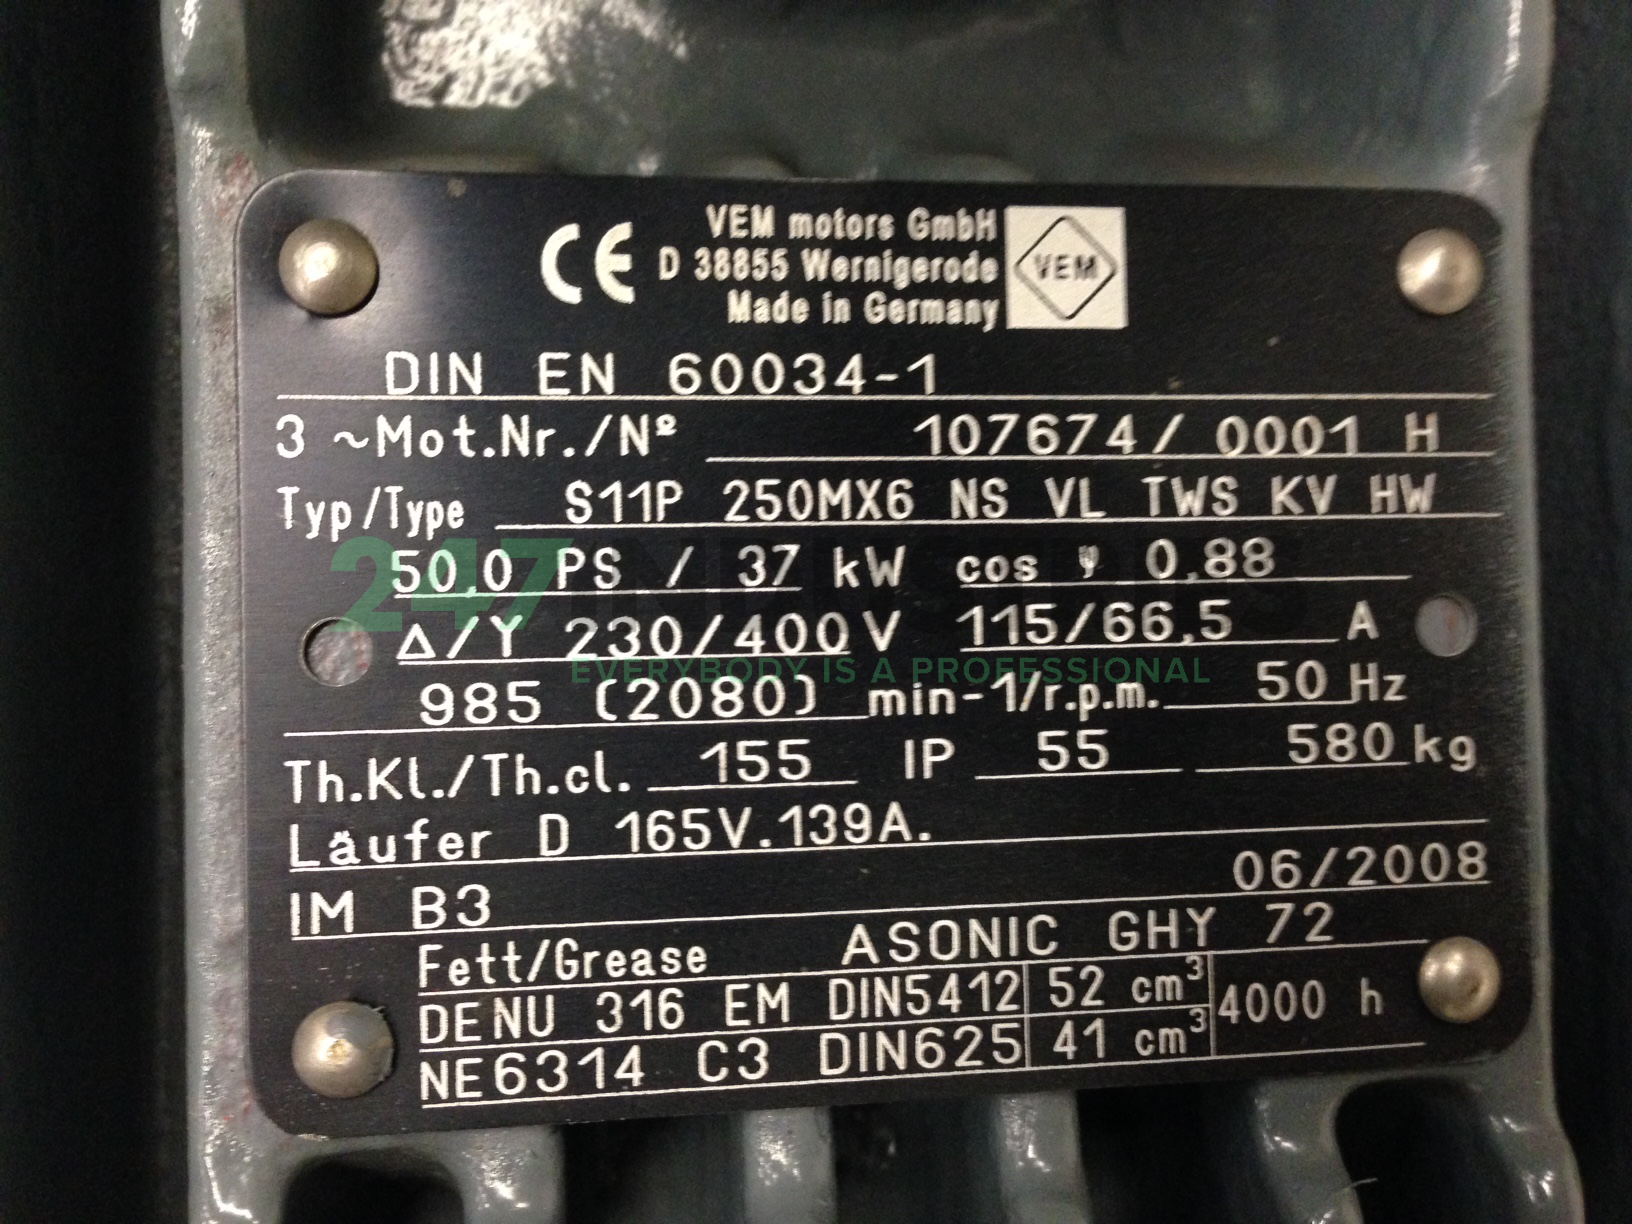 CE
VEM motors GmbH
D 38855 Wernigerode
Made in Germany
VEM
DIN EN 60034-1
3 ~Mot.Nr./Nº 107674/ 0001 H
Typ/Type S11P 250MX6 NS VL TWS KV HW
50,0 PS / 37 kW cos φ 0,88
Δ/Y 230/400 V 115/66,5 A
985 (2080) min-1/r.p.m. 50 Hz
Th.Kl./Th.cl. 155 IP 55 580 kg
Läufer D 165V.139A.
IM B3 06/2008
Fett/Grease ASONIC GHY 72
DENU 316 EM DIN5412 52 cm³ 4000 h
NE6314 C3 DIN625 41 cm³
247
EVERYBODY IS A PROFESSIONAL